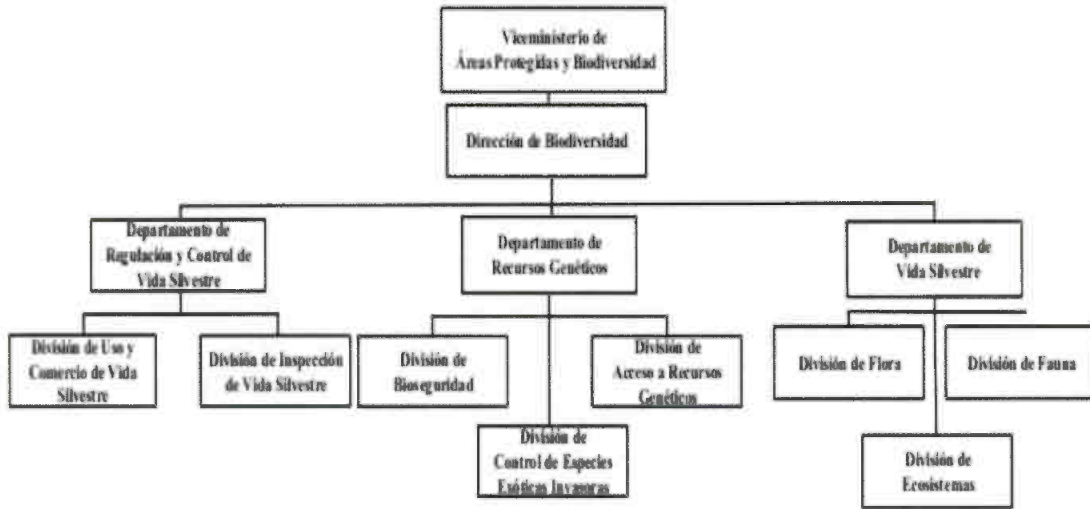 Viceministerio de
Áreas Protegidas y Biodiversidad
Dirección de Biodiversidad
Departamento de
Regulación y Control de
Vida Silvestre
Departamento de
Recursos Genéticos
Departamento de
Vida Silvestre
División de Uso y
Comercio de Vida
Silvestre
División de Inspección
de Vida Silvestre
División de
Bioseguridad
División de
Acceso a Recursos
Genéticos
División de Flora
División de Fauna
División de
Control de Especies
Exóticas Invasoras
División de
Ecosistemas